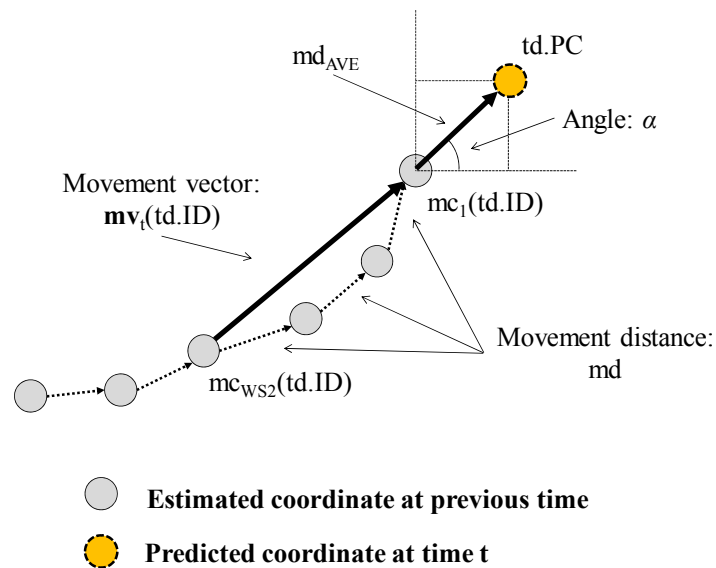 td.PC
md_AVE
Angle: α
Movement vector:
mv_t(td.ID)
mc_1(td.ID)
Movement distance:
md
mc_WS2(td.ID)
Estimated coordinate at previous time
Predicted coordinate at time t